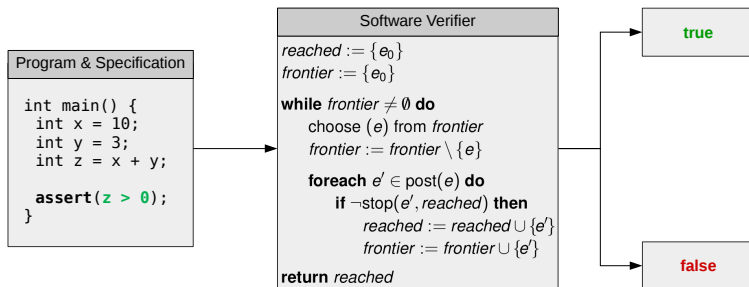 Program & Specification
int main() {
int x = 10;
int y = 3;
int z = x + y;
assert(z > 0);
}
Software Verifier
reached := {e₀}
frontier := {e₀}
while frontier ≠ ∅ do
choose (e) from frontier
frontier := frontier \ {e}
foreach e′ ∈ post(e) do
if ¬stop(e′, reached) then
reached := reached ∪ {e′}
frontier := frontier ∪ {e′}
return reached
true
false